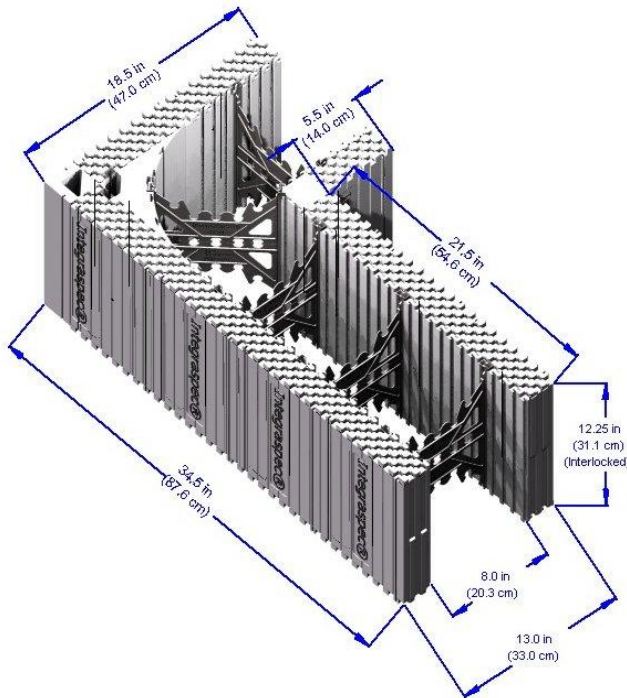 18.5 in
(47.0 cm)
5.5 in
(14.0 cm)
21.5 in
(54.6 cm)
Integraspec®
Integraspec®
Integraspec®
Integraspec®
12.25 in
(31.1 cm)
(Interlocked)
34.5 in
(87.6 cm)
8.0 in
(20.3 cm)
13.0 in
(33.0 cm)